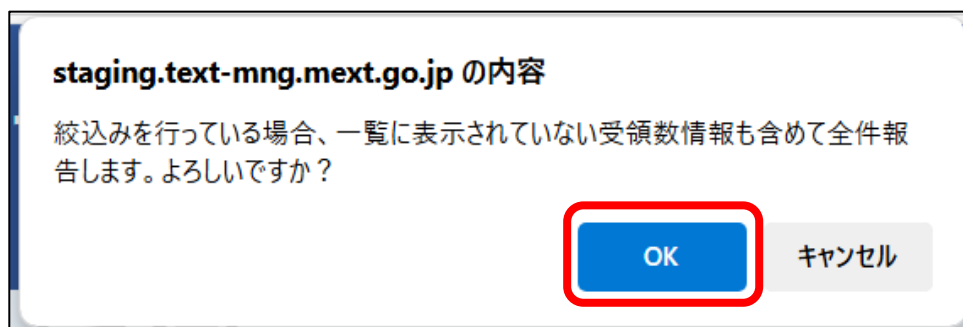 staging.text-mng.mext.go.jp の内容
絞込みを行っている場合、一覧に表示されていない受領数情報も含めて全件報
告します。よろしいですか？
OK
キャンセル